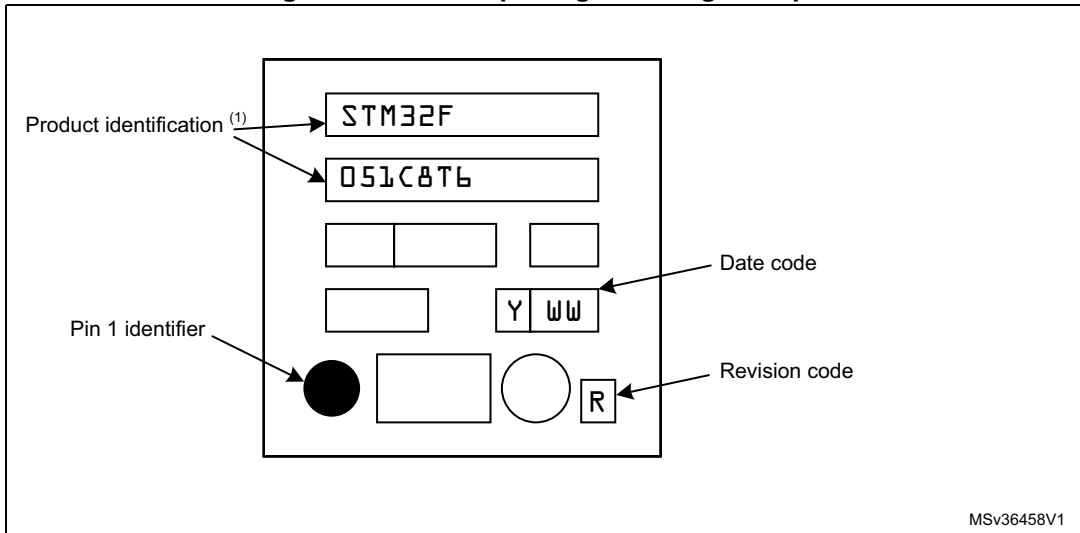 Product identification (1)
STM32F
051C8T6
Date code
Y WW
Pin 1 identifier
Revision code
R
MSv36458V1